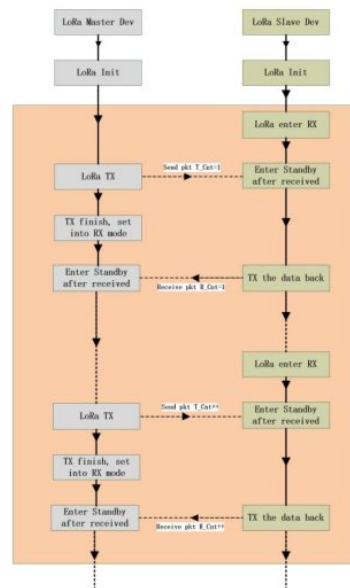 LoRa Master Dev
LoRa Slave Dev
LoRa Init
LoRa Init
LoRa enter RX
LoRa TX
Send pkt T_Cnt=1
Enter Standby
after received
TX finish, set
into RX mode
Enter Standby
after received
Receive pkt R_Cnt=1
TX the data back
LoRa enter RX
LoRa TX
Send pkt T_Cnt++
Enter Standby
after received
TX finish, set
into RX mode
Enter Standby
after received
Receive pkt R_Cnt++
TX the data back